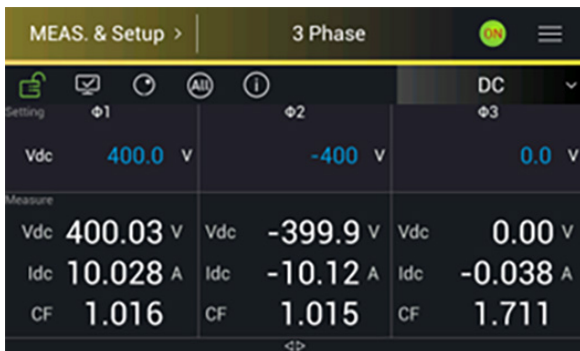 MEAS. & Setup > 3 Phase ON
All i DC
Setting Φ1 Φ2 Φ3
Vdc 400.0 V -400 V 0.0 V
Measure
Vdc 400.03 V Vdc -399.9 V Vdc 0.00 V
Idc 10.028 A Idc -10.12 A Idc -0.038 A
CF 1.016 CF 1.015 CF 1.711